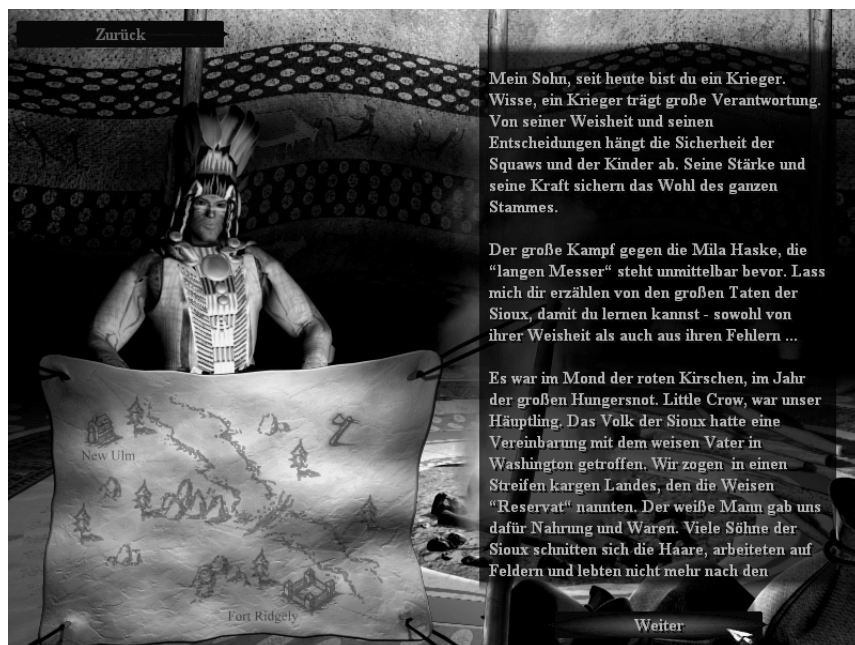 Zurück
Mein Sohn, seit heute bist du ein Krieger.
Wisse, ein Krieger trägt große Verantwortung.
Von seiner Weisheit und seinen
Entscheidungen hängt die Sicherheit der
Squaws und der Kinder ab. Seine Stärke und
seine Kraft sichern das Wohl des ganzen
Stammes.
Der große Kampf gegen die Mila Haske, die
“langen Messer“ steht unmittelbar bevor. Lass
mich dir erzählen von den großen Taten der
Sioux, damit du lernen kannst - sowohl von
ihrer Weisheit als auch aus ihren Fehlern ...
Es war im Mond der roten Kirschen, im Jahr
der großen Hungersnot. Little Crow, war unser
Häuptling. Das Volk der Sioux hatte eine
Vereinbarung mit dem weisen Vater in
Washington getroffen. Wir zogen in einen
Streifen kargen Landes, den die Weisen
“Reservat“ nannten. Der weiße Mann gab uns
dafür Nahrung und Waren. Viele Söhne der
Sioux schnitten sich die Haare, arbeiteten auf
Feldern und lebten nicht mehr nach den
New Ulm
Fort Ridgely
Weiter